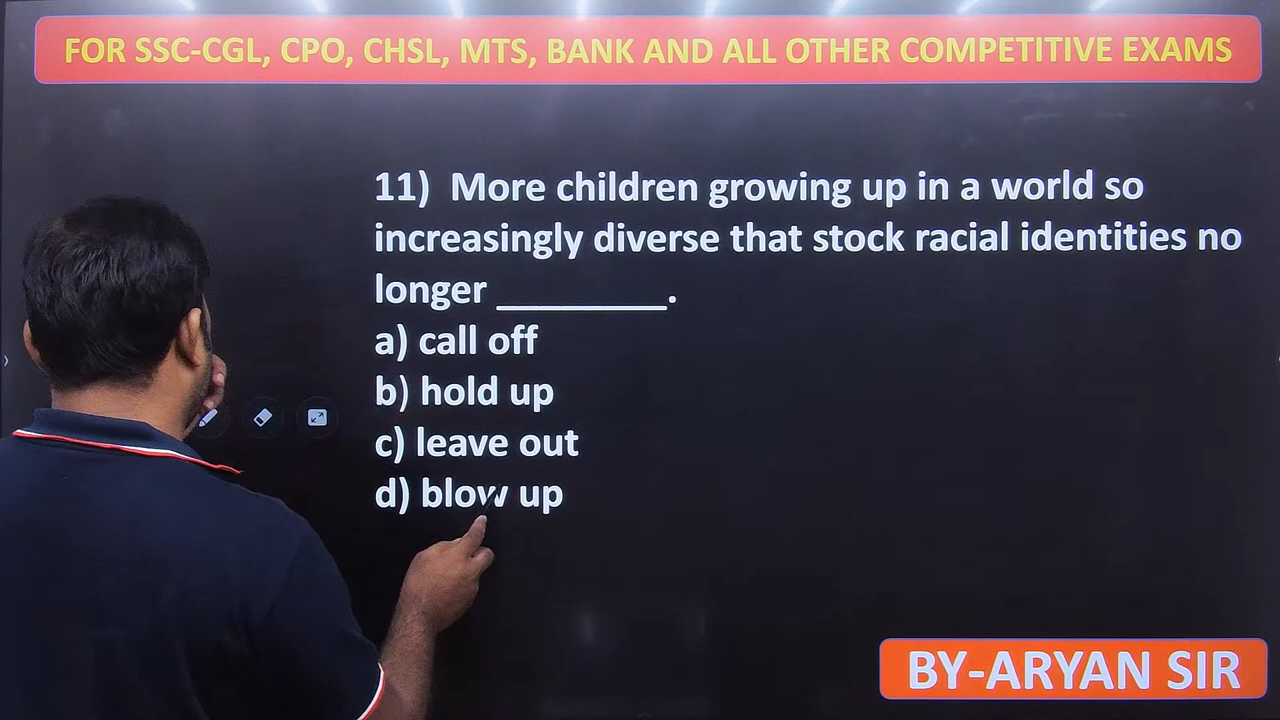 FOR SSC-CGL, CPO, CHSL, MTS, BANK AND ALL OTHER COMPETITIVE EXAMS
11) More children growing up in a world so
increasingly diverse that stock racial identities no
longer ________.
a) call off
b) hold up
c) leave out
d) blow up
BY-ARYAN SIR